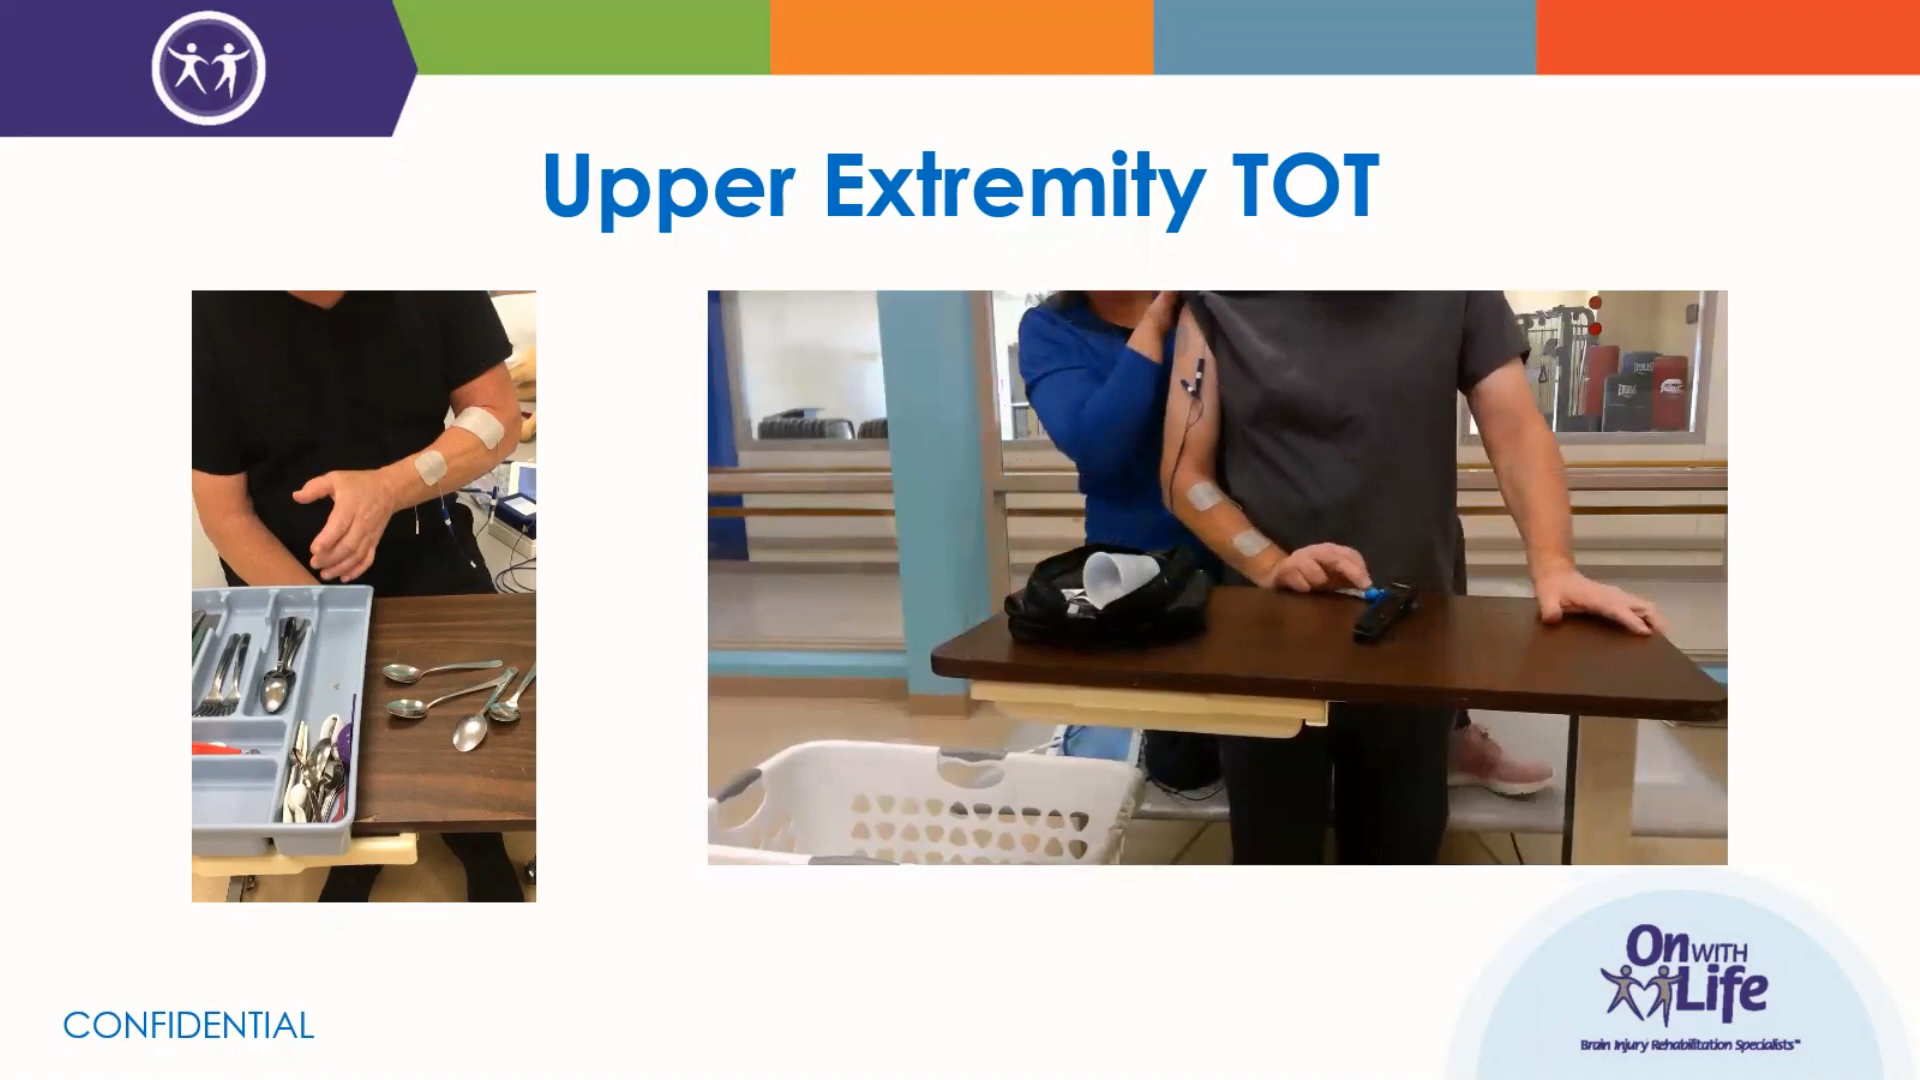 Upper Extremity TOT
CONFIDENTIAL
On WITH
Life
Brain Injury Rehabilitation Specialists™